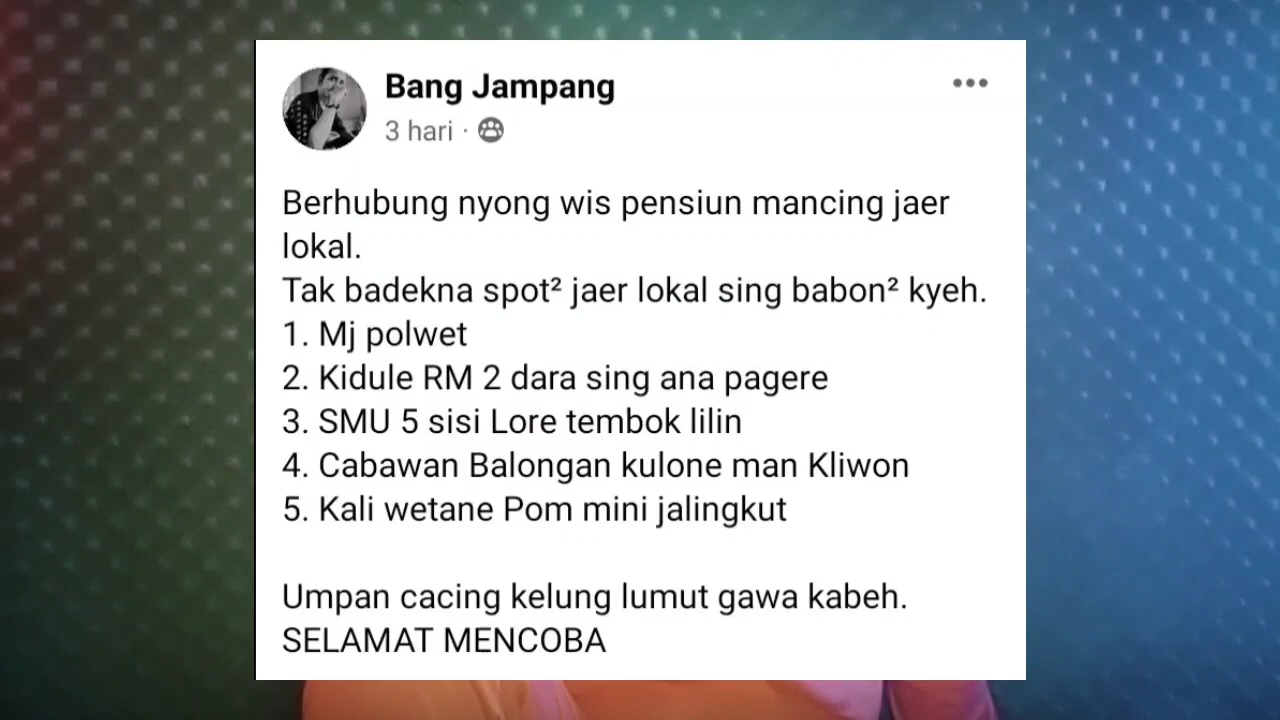 Bang Jampang
3 hari ·
Berhubung nyong wis pensiun mancing jaer
lokal.
Tak badekna spot² jaer lokal sing babon² kyeh.
1. Mj polwet
2. Kidule RM 2 dara sing ana pagere
3. SMU 5 sisi Lore tembok lilin
4. Cabawan Balongan kulone man Kliwon
5. Kali wetane Pom mini jalingkut
Umpan cacing kelung lumut gawa kabeh.
SELAMAT MENCOBA